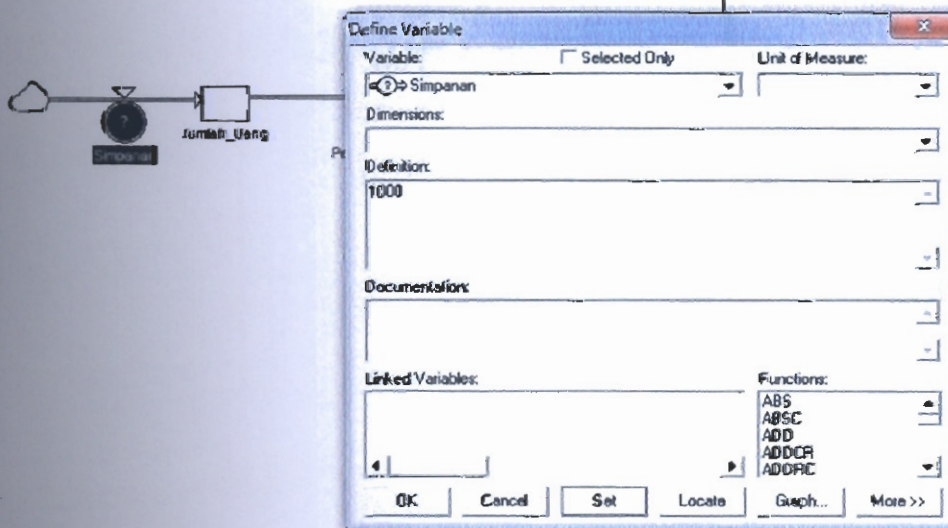 Define Variable
Variable:
Selected Only
Unit of Measure:
? Simpanan
Dimensions:
Definition:
1000
Documentation:
Linked Variables:
Functions:
ABS
ABSC
ADD
ADDCR
ADDRC
OK
Cancel
Set
Locate
Graph...
More >>
?
Simpanan
Jumlah_Uang
Pe